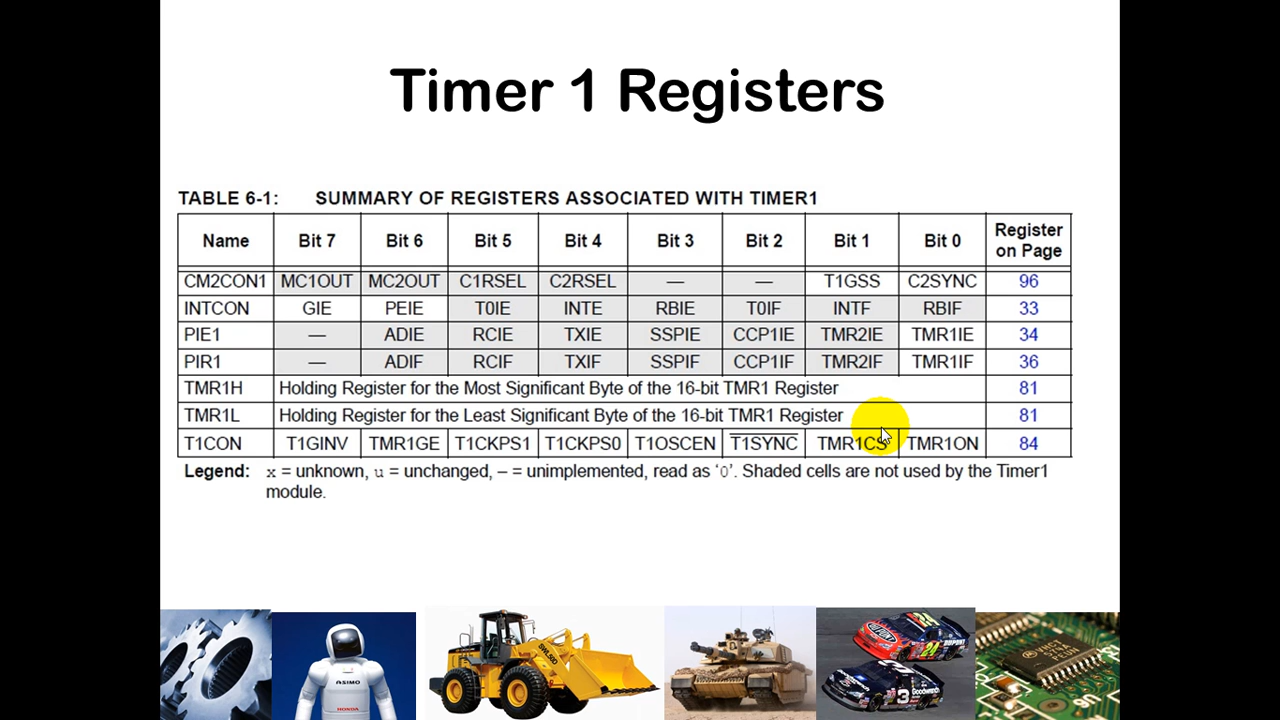 Timer 1 Registers
TABLE 6-1: SUMMARY OF REGISTERS ASSOCIATED WITH TIMER1
Name Bit 7 Bit 6 Bit 5 Bit 4 Bit 3 Bit 2 Bit 1 Bit 0 Register on Page
CM2CON1 MC1OUT MC2OUT C1RSEL C2RSEL — — T1GSS C2SYNC 96
INTCON GIE PEIE T0IE INTE RBIE T0IF INTF RBIF 33
PIE1 — ADIE RCIE TXIE SSPIE CCP1IE TMR2IE TMR1IE 34
PIR1 — ADIF RCIF TXIF SSPIF CCP1IF TMR2IF TMR1IF 36
TMR1H Holding Register for the Most Significant Byte of the 16-bit TMR1 Register 81
TMR1L Holding Register for the Least Significant Byte of the 16-bit TMR1 Register 81
T1CON T1GINV TMR1GE T1CKPS1 T1CKPS0 T1OSCEN T1SYNC TMR1CS TMR1ON 84
Legend: x = unknown, u = unchanged, – = unimplemented, read as ‘0’. Shaded cells are not used by the Timer1
module.
ASIMO
HONDA
DUPONT
24
3
Goodwrench